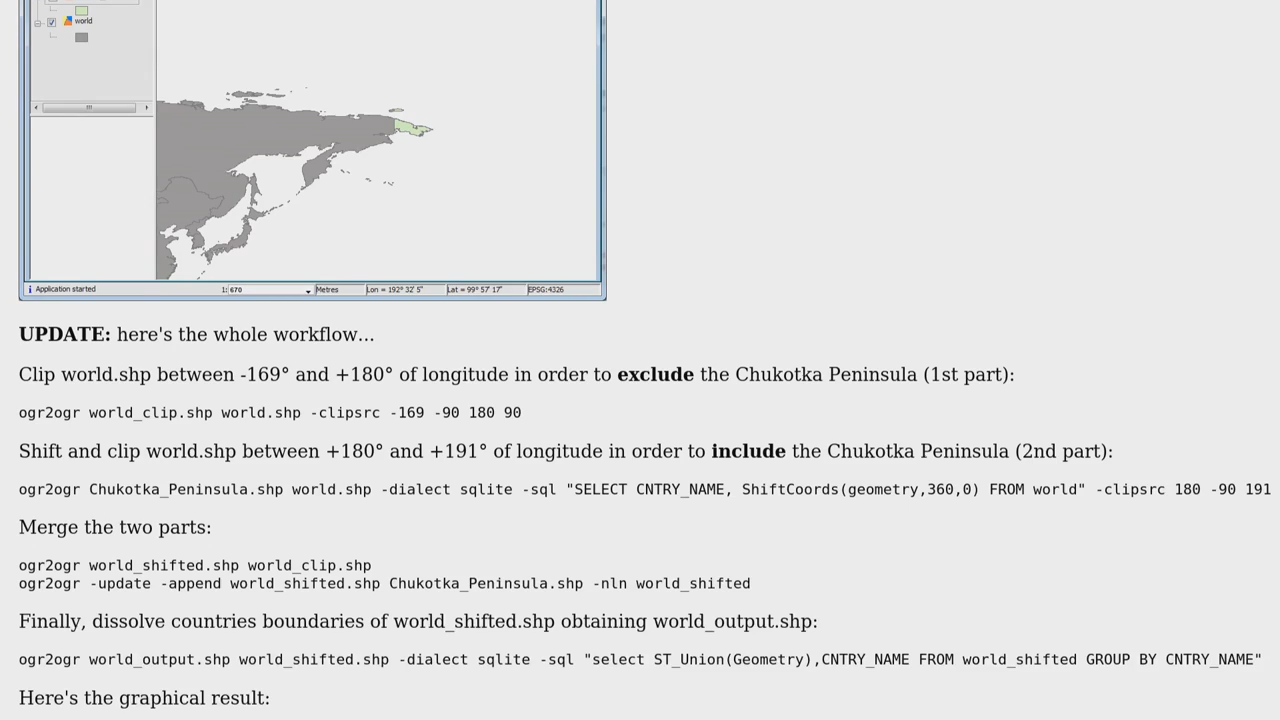 world
Application started 1: 670 Metres Lon = 192° 32' 5" Lat = 99° 57' 17" EPSG:4326
UPDATE: here's the whole workflow...
Clip world.shp between -169° and +180° of longitude in order to exclude the Chukotka Peninsula (1st part):
ogr2ogr world_clip.shp world.shp -clipsrc -169 -90 180 90
Shift and clip world.shp between +180° and +191° of longitude in order to include the Chukotka Peninsula (2nd part):
ogr2ogr Chukotka_Peninsula.shp world.shp -dialect sqlite -sql "SELECT CNTRY_NAME, ShiftCoords(geometry,360,0) FROM world" -clipsrc 180 -90 191
Merge the two parts:
ogr2ogr world_shifted.shp world_clip.shp
ogr2ogr -update -append world_shifted.shp Chukotka_Peninsula.shp -nln world_shifted
Finally, dissolve countries boundaries of world_shifted.shp obtaining world_output.shp:
ogr2ogr world_output.shp world_shifted.shp -dialect sqlite -sql "select ST_Union(Geometry),CNTRY_NAME FROM world_shifted GROUP BY CNTRY_NAME"
Here's the graphical result: